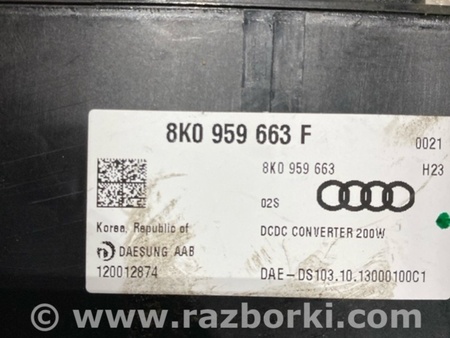 8K0 959 663 F
0021
8K0 959 663 H23
02S
Korea, Republic of DCDC CONVERTER 200W
DAESUNG AAB
120012874 DAE-DS103.10.13000100C1
© www.razborki.com